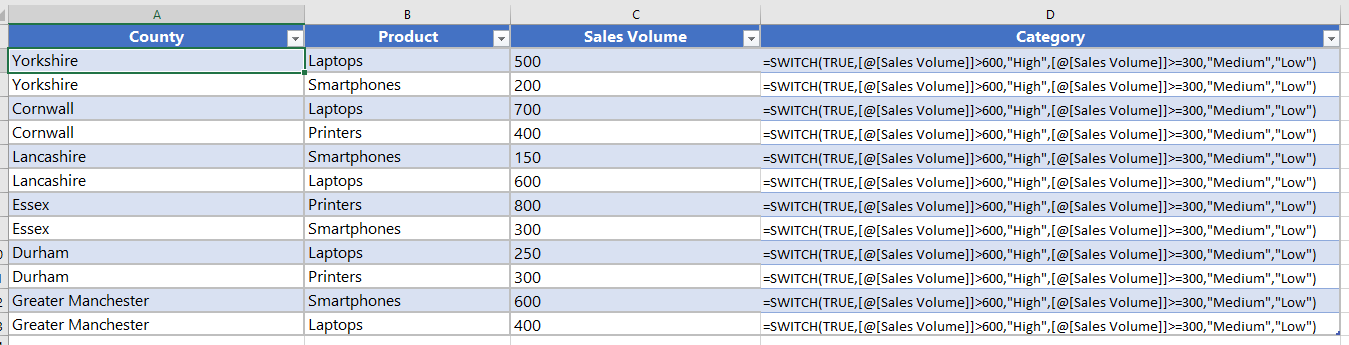 A B C D
County Product Sales Volume Category
Yorkshire Laptops 500 =SWITCH(TRUE,[@[Sales Volume]]>600,"High",[@[Sales Volume]]>=300,"Medium","Low")
Yorkshire Smartphones 200 =SWITCH(TRUE,[@[Sales Volume]]>600,"High",[@[Sales Volume]]>=300,"Medium","Low")
Cornwall Laptops 700 =SWITCH(TRUE,[@[Sales Volume]]>600,"High",[@[Sales Volume]]>=300,"Medium","Low")
Cornwall Printers 400 =SWITCH(TRUE,[@[Sales Volume]]>600,"High",[@[Sales Volume]]>=300,"Medium","Low")
Lancashire Smartphones 150 =SWITCH(TRUE,[@[Sales Volume]]>600,"High",[@[Sales Volume]]>=300,"Medium","Low")
Lancashire Laptops 600 =SWITCH(TRUE,[@[Sales Volume]]>600,"High",[@[Sales Volume]]>=300,"Medium","Low")
Essex Printers 800 =SWITCH(TRUE,[@[Sales Volume]]>600,"High",[@[Sales Volume]]>=300,"Medium","Low")
Essex Smartphones 300 =SWITCH(TRUE,[@[Sales Volume]]>600,"High",[@[Sales Volume]]>=300,"Medium","Low")
Durham Laptops 250 =SWITCH(TRUE,[@[Sales Volume]]>600,"High",[@[Sales Volume]]>=300,"Medium","Low")
Durham Printers 300 =SWITCH(TRUE,[@[Sales Volume]]>600,"High",[@[Sales Volume]]>=300,"Medium","Low")
Greater Manchester Smartphones 600 =SWITCH(TRUE,[@[Sales Volume]]>600,"High",[@[Sales Volume]]>=300,"Medium","Low")
Greater Manchester Laptops 400 =SWITCH(TRUE,[@[Sales Volume]]>600,"High",[@[Sales Volume]]>=300,"Medium","Low")